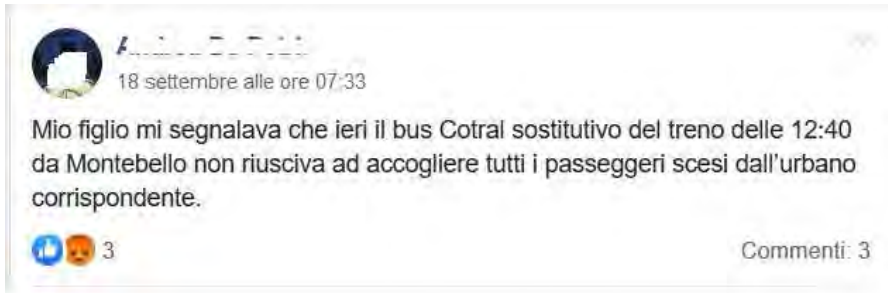 18 settembre alle ore 07:33
Mio figlio mi segnalava che ieri il bus Cotral sostitutivo del treno delle 12:40
da Montebello non riusciva ad accogliere tutti i passeggeri scesi dall'urbano
corrispondente.
3 Commenti: 3